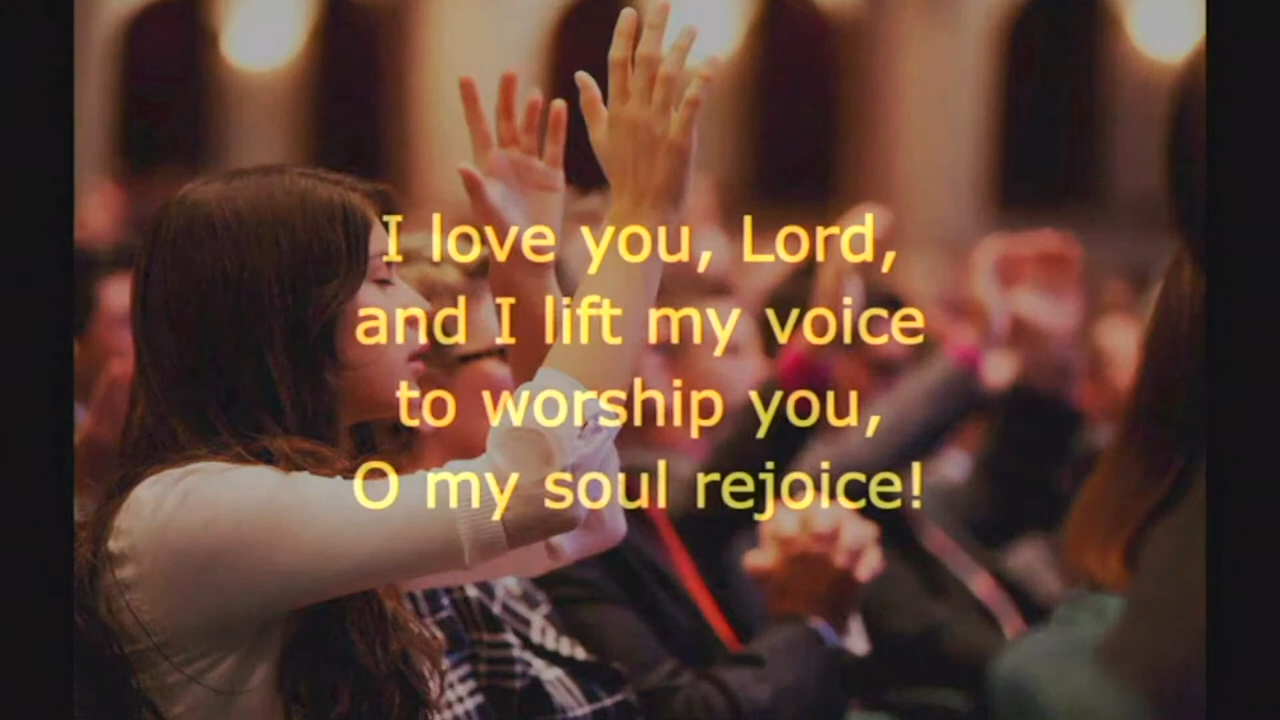 I love you, Lord,
and I lift my voice
to worship you,
O my soul rejoice!